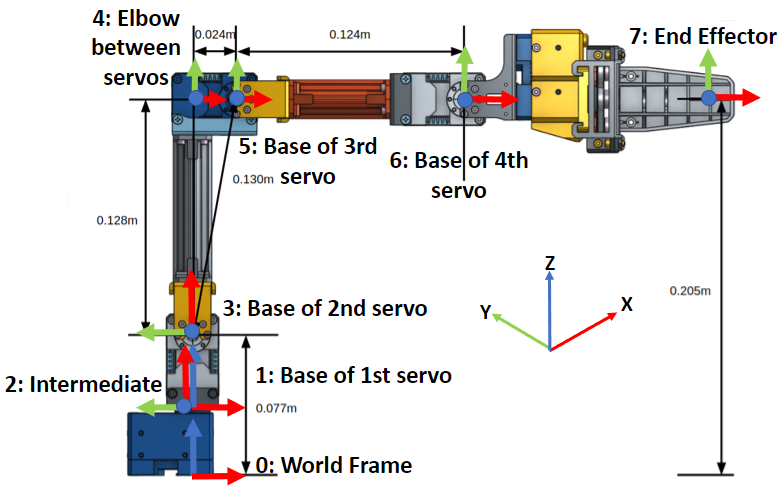 4: Elbow
between
servos
0.024m
0.124m
7: End Effector
5: Base of 3rd
servo
0.130m
6: Base of 4th
servo
0.128m
0.205m
3: Base of 2nd servo
Z
Y
X
2: Intermediate
1: Base of 1st servo
0.077m
0: World Frame